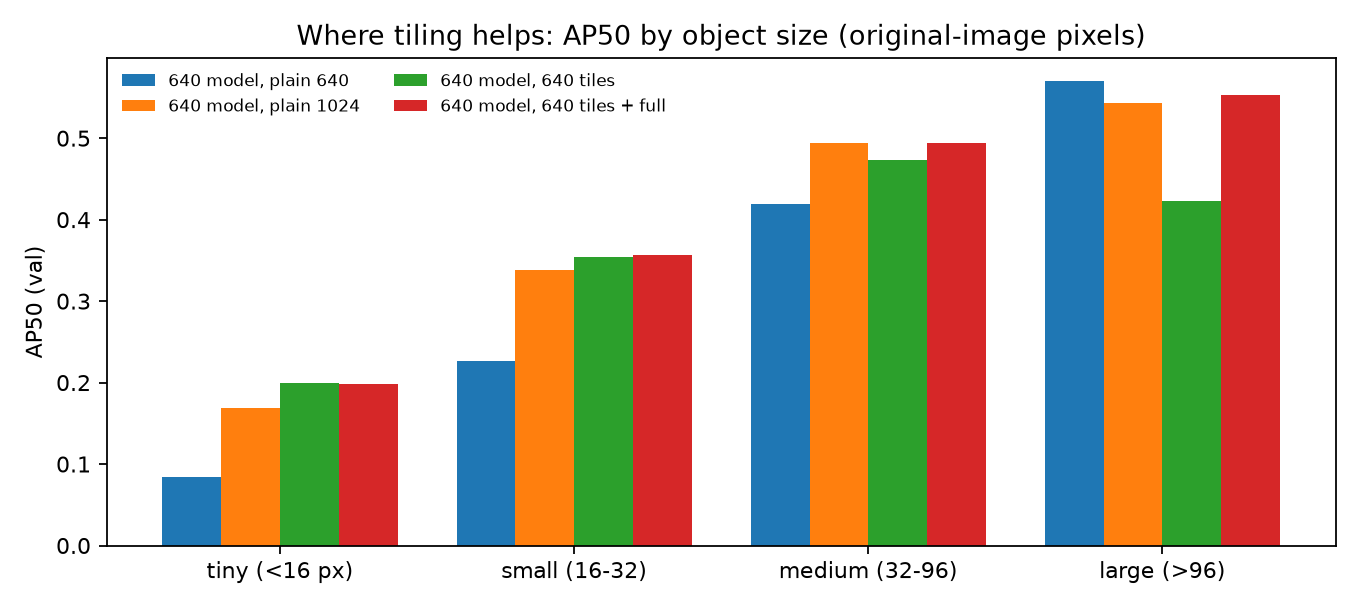 Where tiling helps: AP50 by object size (original-image pixels)
640 model, plain 640
640 model, plain 1024
640 model, 640 tiles
640 model, 640 tiles + full
AP50 (val)
0.5
0.4
0.3
0.2
0.1
0.0
tiny (<16 px)
small (16-32)
medium (32-96)
large (>96)